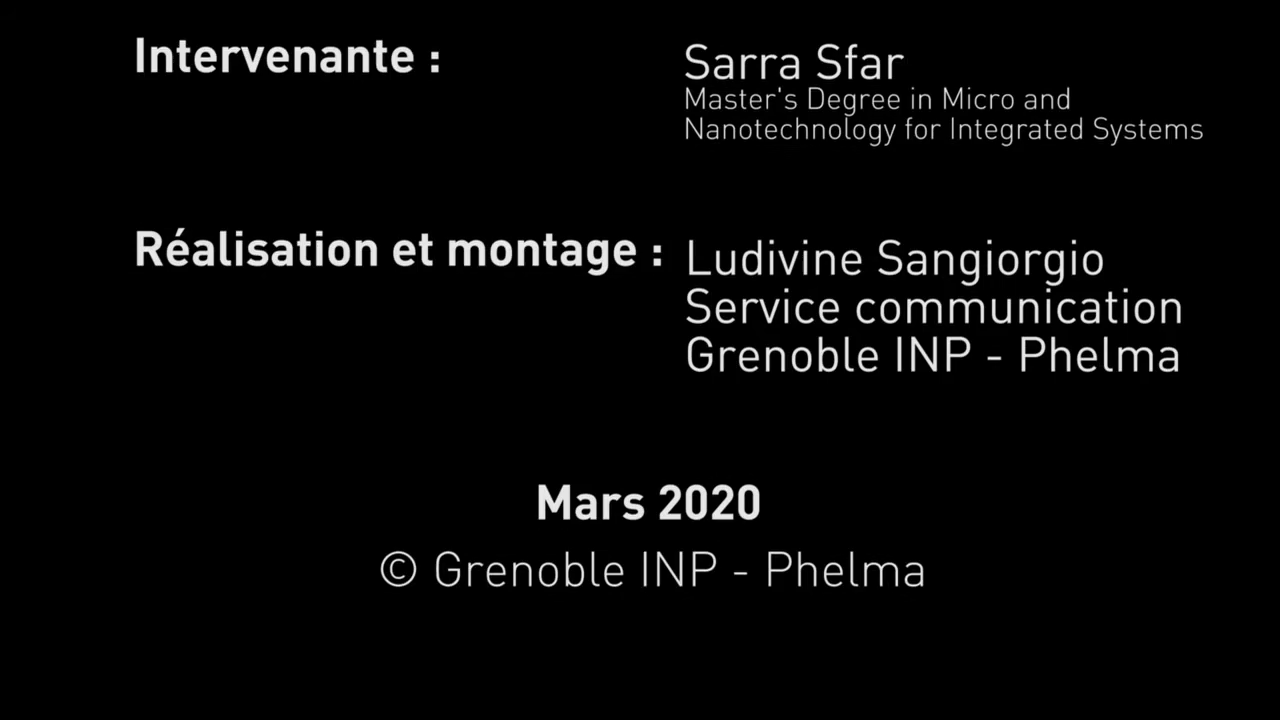 Intervenante :
Sarra Sfar
Master's Degree in Micro and
Nanotechnology for Integrated Systems
Réalisation et montage :
Ludivine Sangiorgio
Service communication
Grenoble INP - Phelma
Mars 2020
© Grenoble INP - Phelma